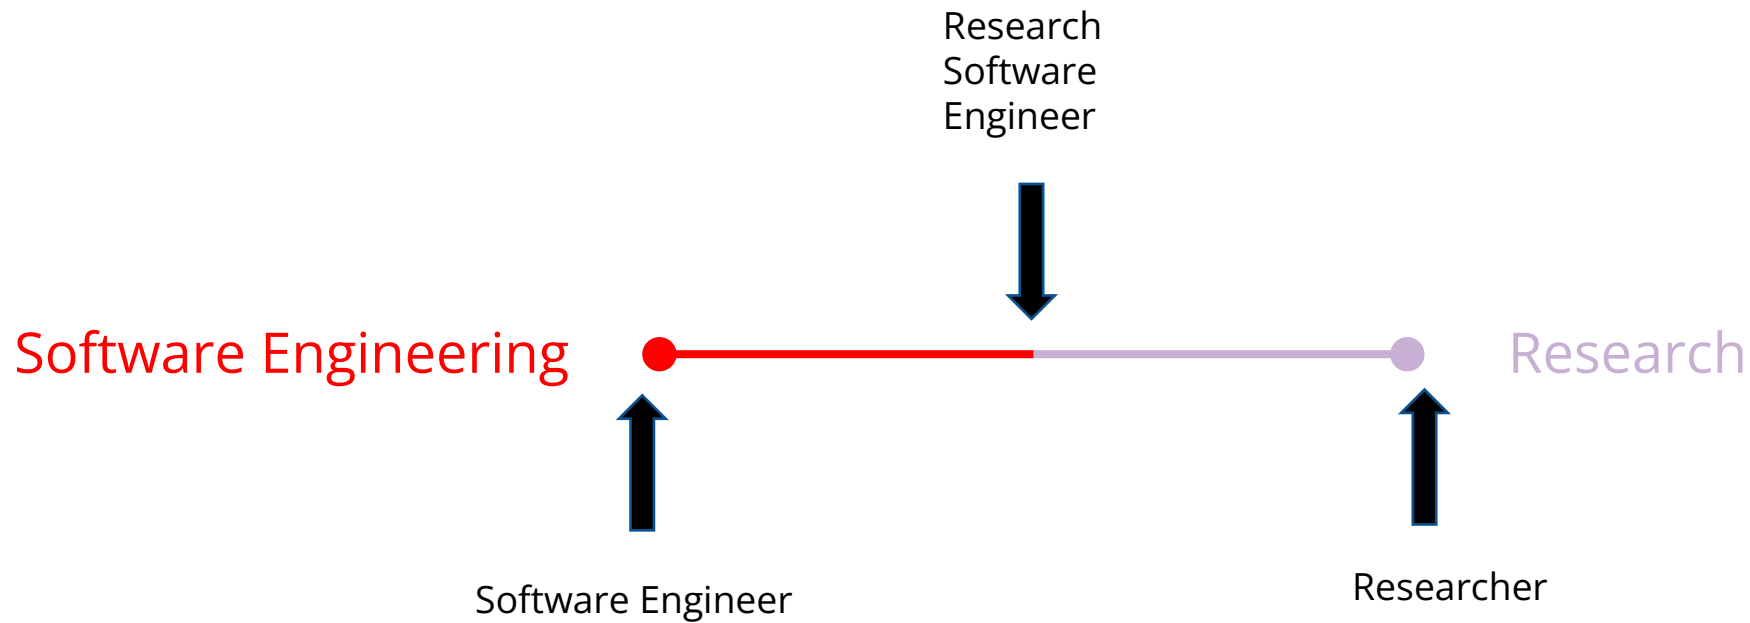 Research
Software
Engineer
Software Engineering
Research
Software Engineer
Researcher